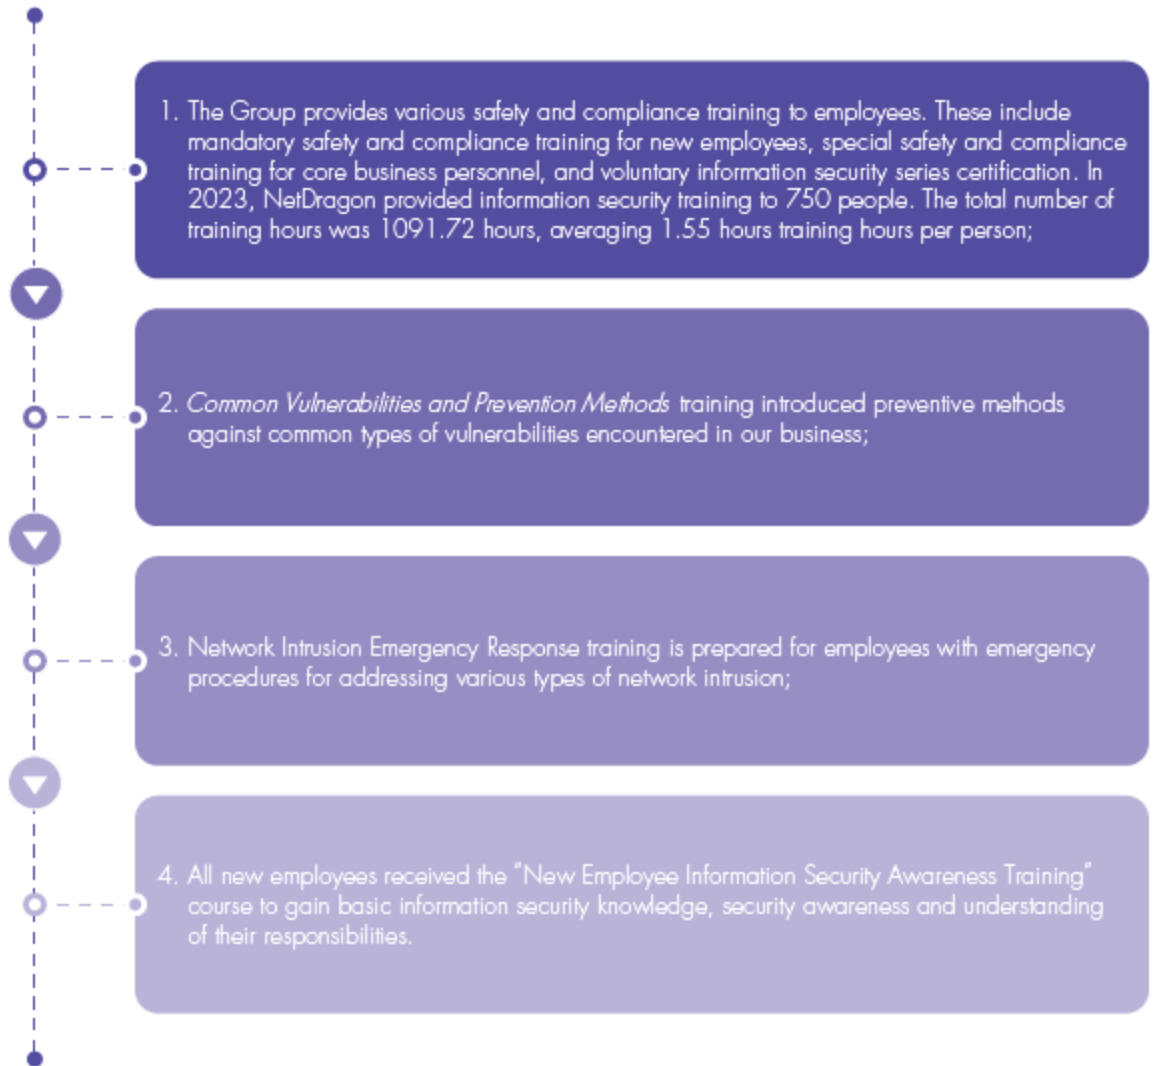 1. The Group provides various safety and compliance training to employees. These include
mandatory safety and compliance training for new employees, special safety and compliance
training for core business personnel, and voluntary information security series certification. In
2023, NetDragon provided information security training to 750 people. The total number of
training hours was 1091.72 hours, averaging 1.55 hours training hours per person;
2. Common Vulnerabilities and Prevention Methods training introduced preventive methods
against common types of vulnerabilities encountered in our business;
3. Network Intrusion Emergency Response training is prepared for employees with emergency
procedures for addressing various types of network intrusion;
4. All new employees received the “New Employee Information Security Awareness Training”
course to gain basic information security knowledge, security awareness and understanding
of their responsibilities.